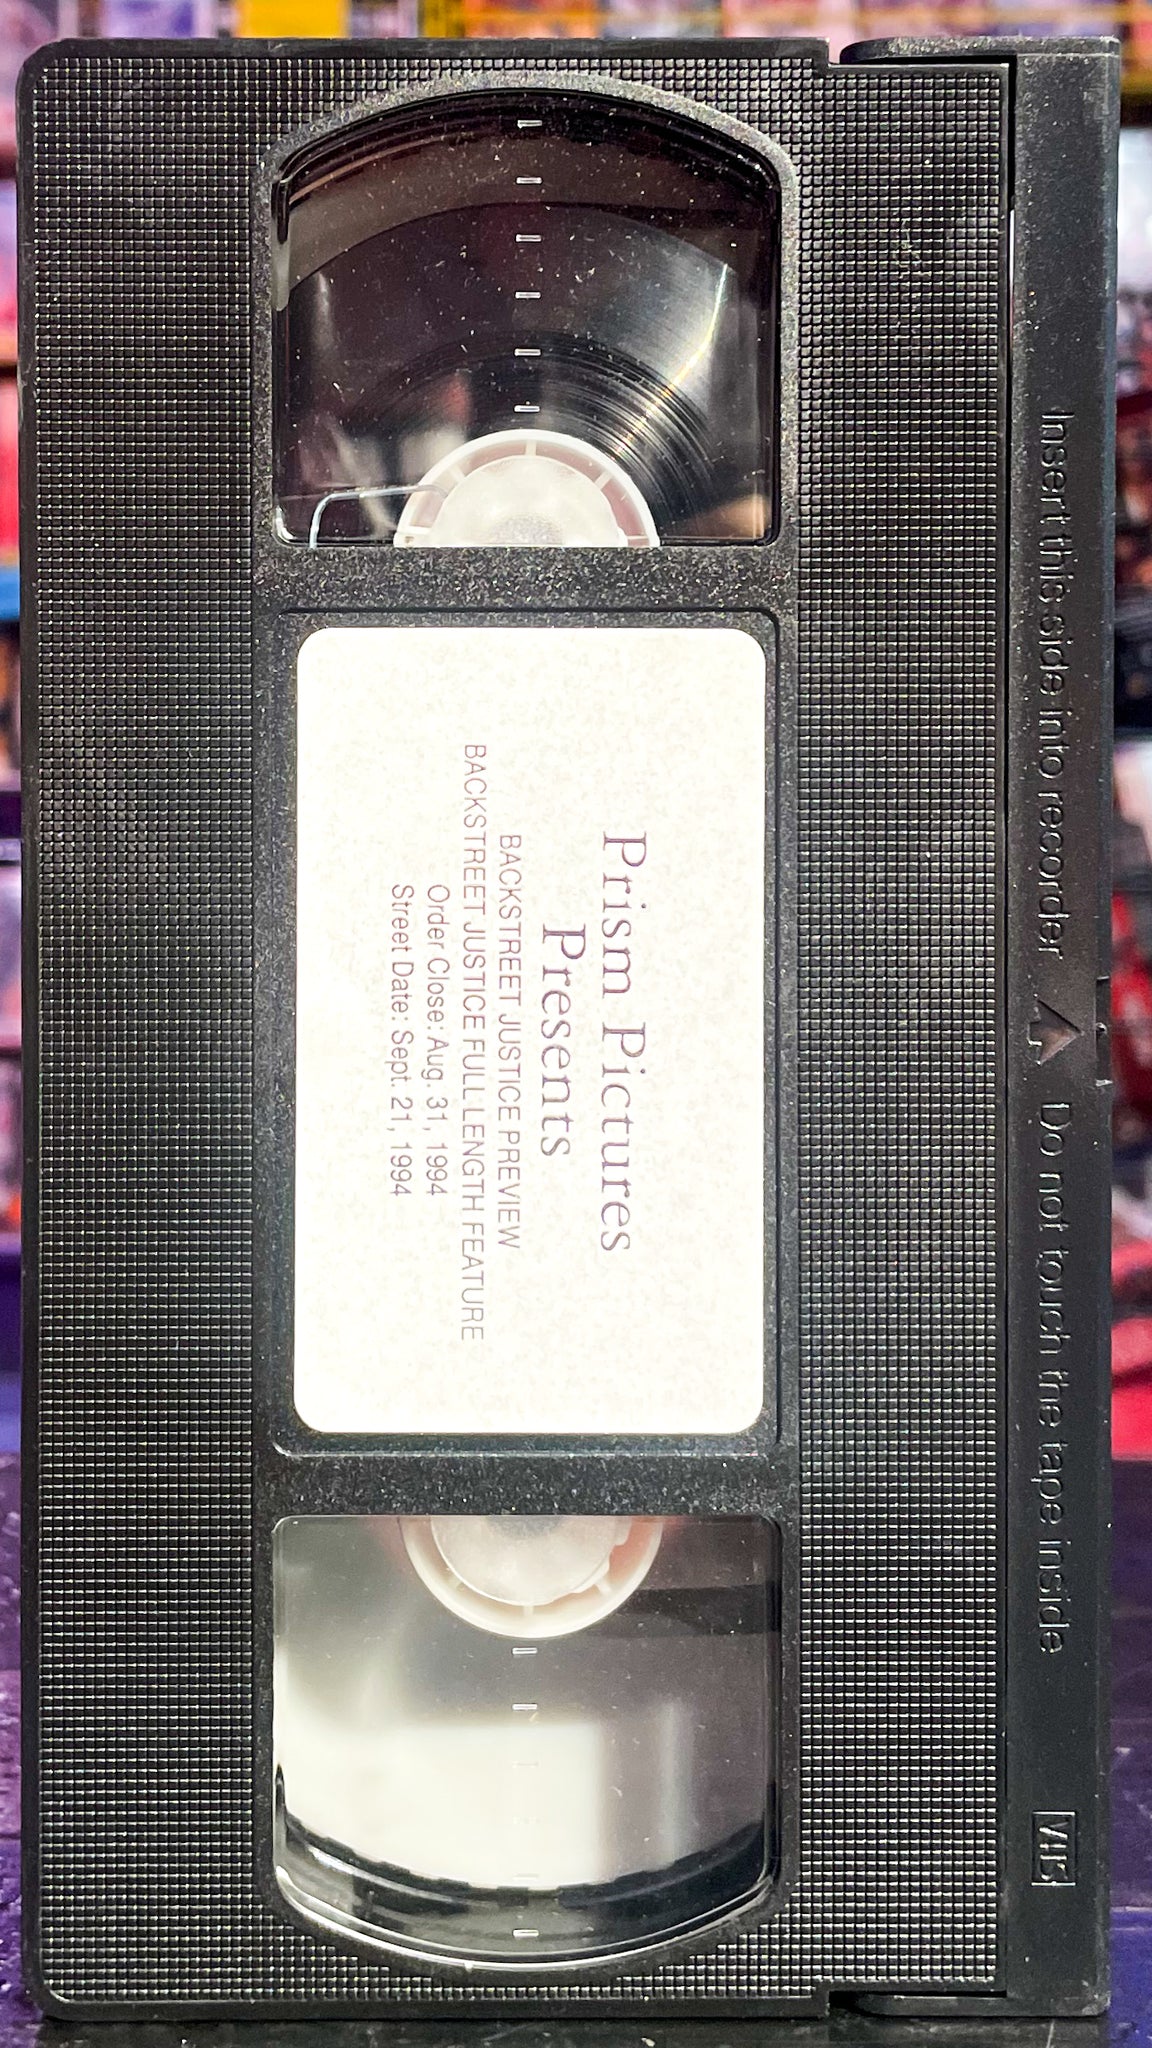 Prism Pictures
Presents
BACKSTREET JUSTICE PREVIEW
BACKSTREET JUSTICE FULL LENGTH FEATURE
Order Close: Aug. 31, 1994
Street Date: Sept. 21, 1994
Insert this side into recorder Do not touch the tape inside
VHS